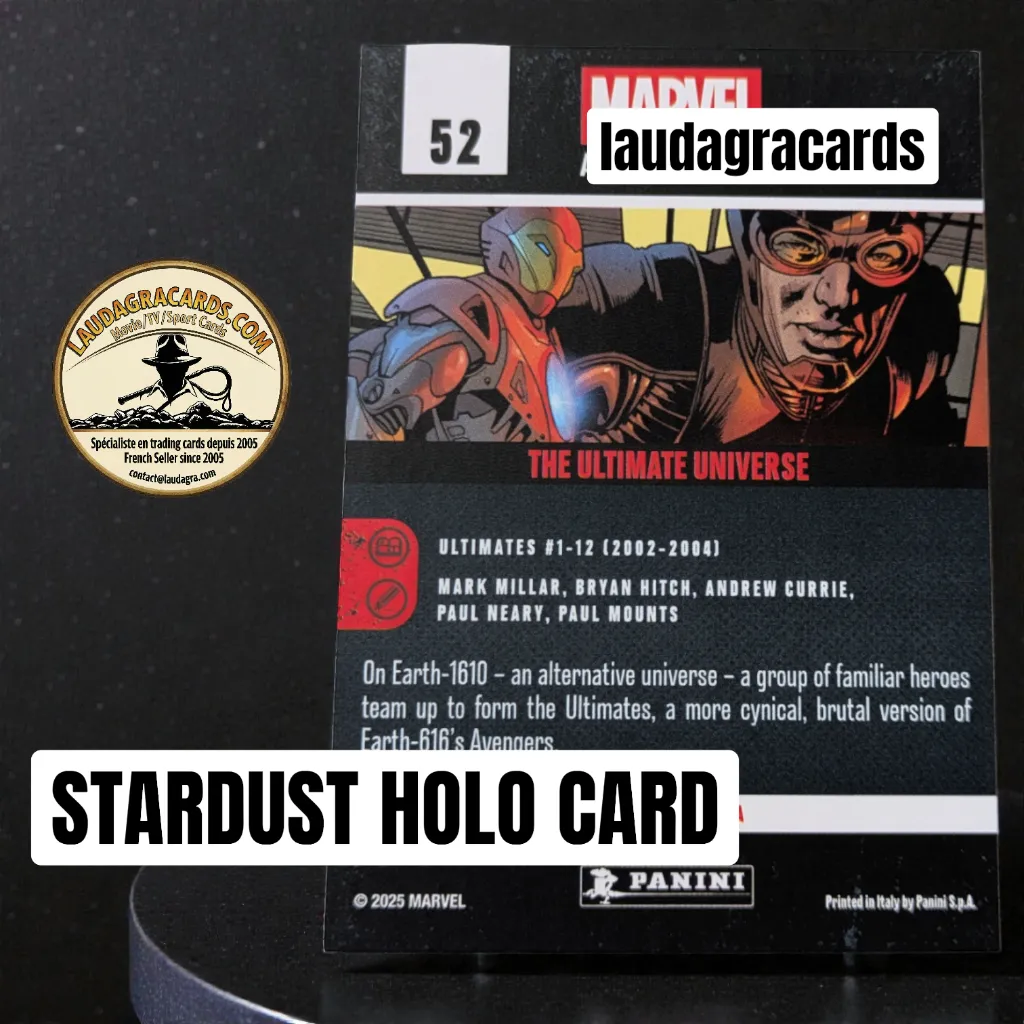 52
MARVEL
laudagracards
LAUDAGRACARDS.COM
Movie/TV/Sport Cards
Spécialiste en trading cards depuis 2005
French Seller since 2005
contact@laudagra.com
THE ULTIMATE UNIVERSE
ULTIMATES #1-12 (2002-2004)
MARK MILLAR, BRYAN HITCH, ANDREW CURRIE,
PAUL NEARY, PAUL MOUNTS
On Earth-1610 – an alternative universe – a group of familiar heroes
team up to form the Ultimates, a more cynical, brutal version of
Earth-616's Avengers
STARDUST HOLO CARD
PANINI
© 2025 MARVEL
Printed in Italy by Panini S.p.A.